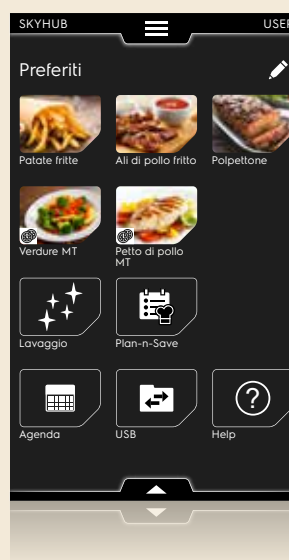 SKYHUB USER
Preferiti
Patate fritte Ali di pollo fritto Polpettone
Verdure MT Petto di pollo
MT
Lavaggio Plan-n-Save
Agenda USB Help